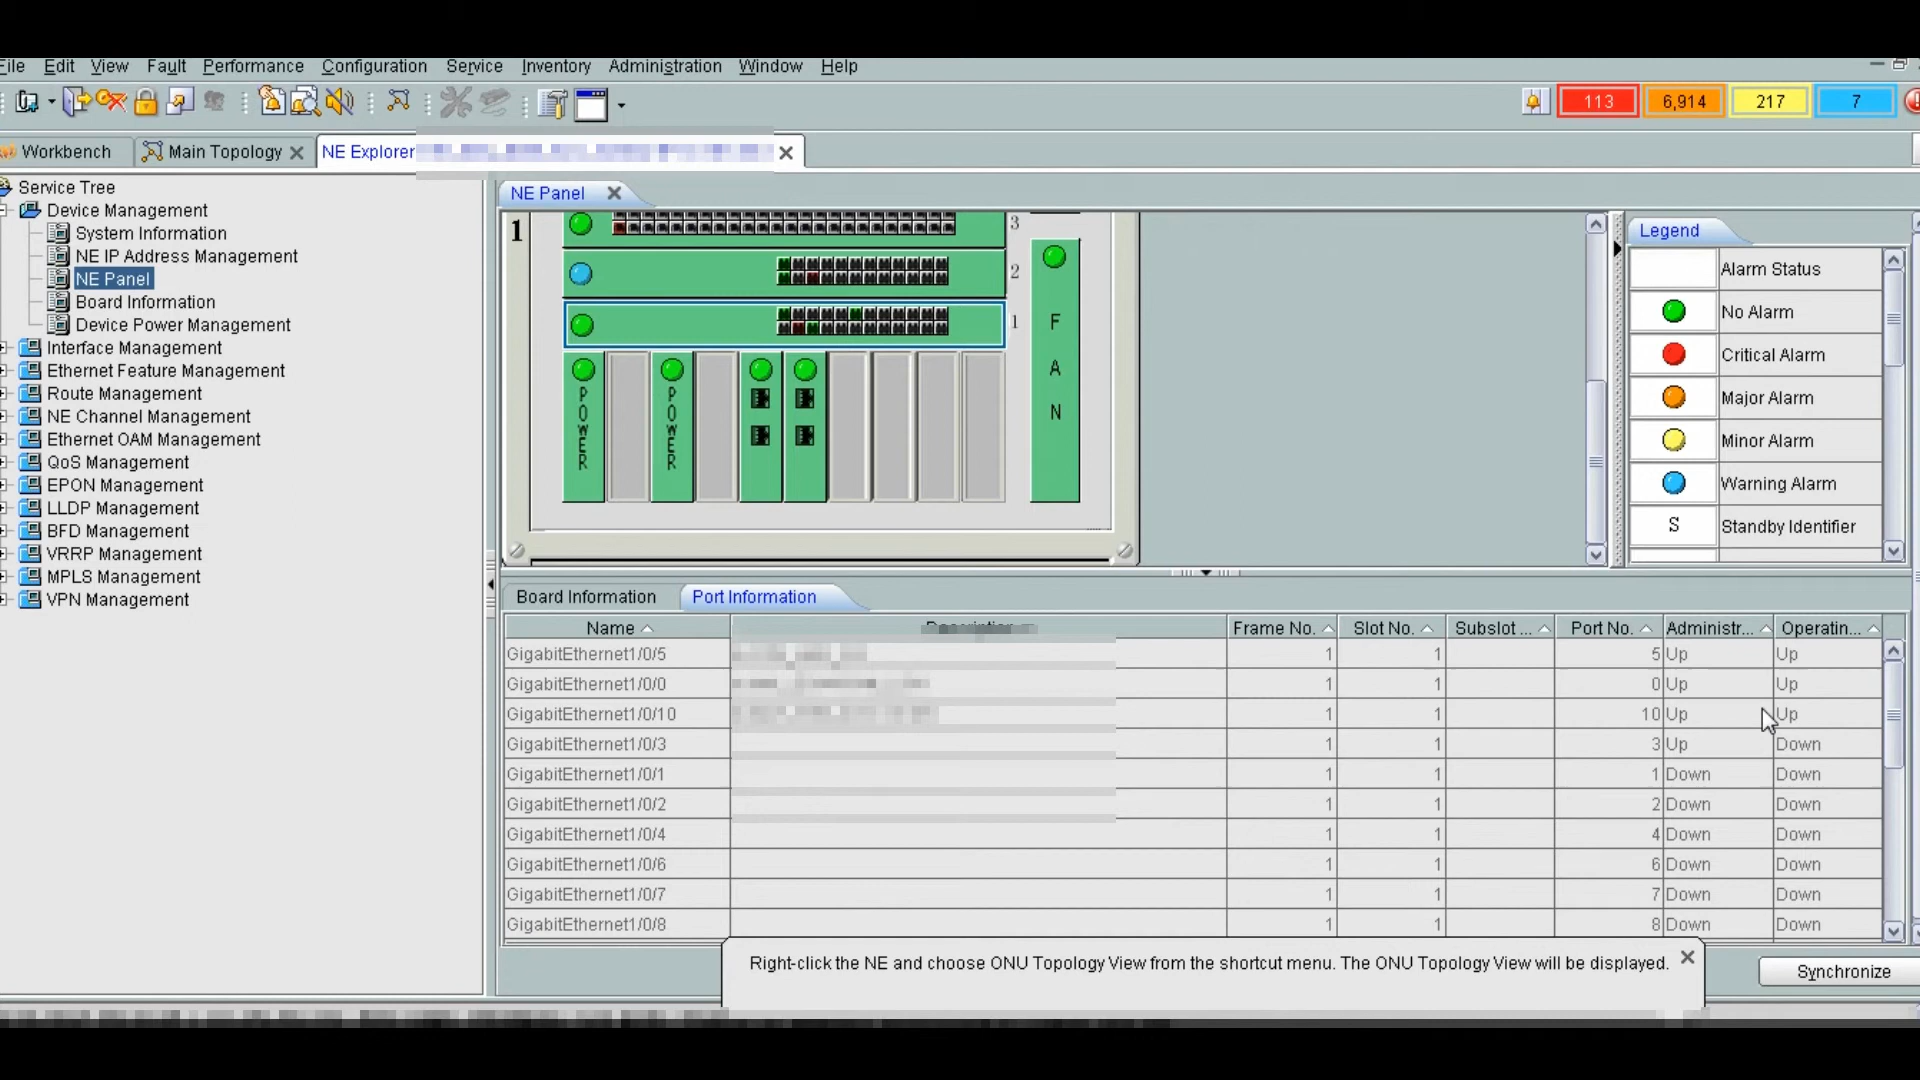 File Edit View Fault Performance Configuration Service Inventory Administration Window Help
113 6,914 217 7
Workbench Main Topology NE Explorer
Service Tree
Device Management
System Information
NE IP Address Management
NE Panel
Board Information
Device Power Management
Interface Management
Ethernet Feature Management
Route Management
NE Channel Management
Ethernet OAM Management
QoS Management
EPON Management
LLDP Management
BFD Management
VRRP Management
MPLS Management
VPN Management
NE Panel
1
3
2
1
POWER
POWER
FAN
Legend
Alarm Status
No Alarm
Critical Alarm
Major Alarm
Minor Alarm
Warning Alarm
S Standby Identifier
Board Information Port Information
Name Frame No. Slot No. Subslot ... Port No. Administr... Operatin...
GigabitEthernet1/0/5 1 1 5 Up Up
GigabitEthernet1/0/0 1 1 0 Up Up
GigabitEthernet1/0/10 1 1 10 Up Up
GigabitEthernet1/0/3 1 1 3 Up Down
GigabitEthernet1/0/1 1 1 1 Down Down
GigabitEthernet1/0/2 1 1 2 Down Down
GigabitEthernet1/0/4 1 1 4 Down Down
GigabitEthernet1/0/6 1 1 6 Down Down
GigabitEthernet1/0/7 1 1 7 Down Down
GigabitEthernet1/0/8 1 1 8 Down Down
Right-click the NE and choose ONU Topology View from the shortcut menu. The ONU Topology View will be displayed.
Synchronize